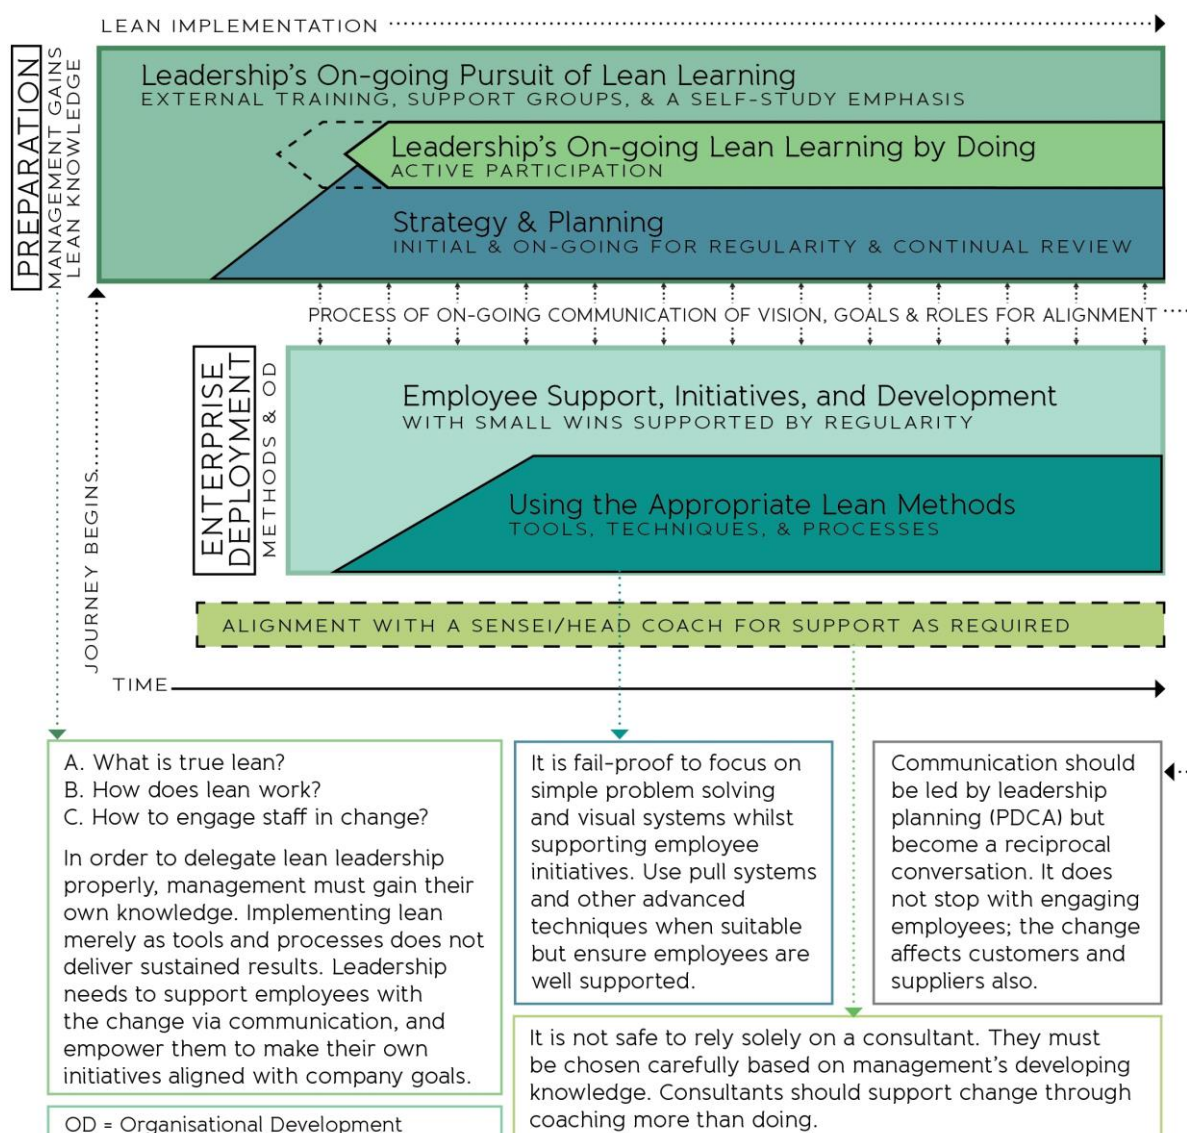 LEAN IMPLEMENTATION
PREPARATION
MANAGEMENT GAINS
LEAN KNOWLEDGE
Leadership's On-going Pursuit of Lean Learning
EXTERNAL TRAINING, SUPPORT GROUPS, & A SELF-STUDY EMPHASIS
Leadership's On-going Lean Learning by Doing
ACTIVE PARTICIPATION
Strategy & Planning
INITIAL & ON-GOING FOR REGULARITY & CONTINUAL REVIEW
PROCESS OF ON-GOING COMMUNICATION OF VISION, GOALS & ROLES FOR ALIGNMENT
ENTERPRISE
DEPLOYMENT
METHODS & OD
Employee Support, Initiatives, and Development
WITH SMALL WINS SUPPORTED BY REGULARITY
Using the Appropriate Lean Methods
TOOLS, TECHNIQUES, & PROCESSES
JOURNEY BEGINS
ALIGNMENT WITH A SENSEI/HEAD COACH FOR SUPPORT AS REQUIRED
TIME
A. What is true lean?
B. How does lean work?
C. How to engage staff in change?
In order to delegate lean leadership
properly, management must gain their
own knowledge. Implementing lean
merely as tools and processes does not
deliver sustained results. Leadership
needs to support employees with
the change via communication, and
empower them to make their own
initiatives aligned with company goals.
It is fail-proof to focus on
simple problem solving
and visual systems whilst
supporting employee
initiatives. Use pull systems
and other advanced
techniques when suitable
but ensure employees are
well supported.
Communication should
be led by leadership
planning (PDCA) but
become a reciprocal
conversation. It does
not stop with engaging
employees; the change
affects customers and
suppliers also.
It is not safe to rely solely on a consultant. They must
be chosen carefully based on management's developing
knowledge. Consultants should support change through
coaching more than doing.
OD = Organisational Development